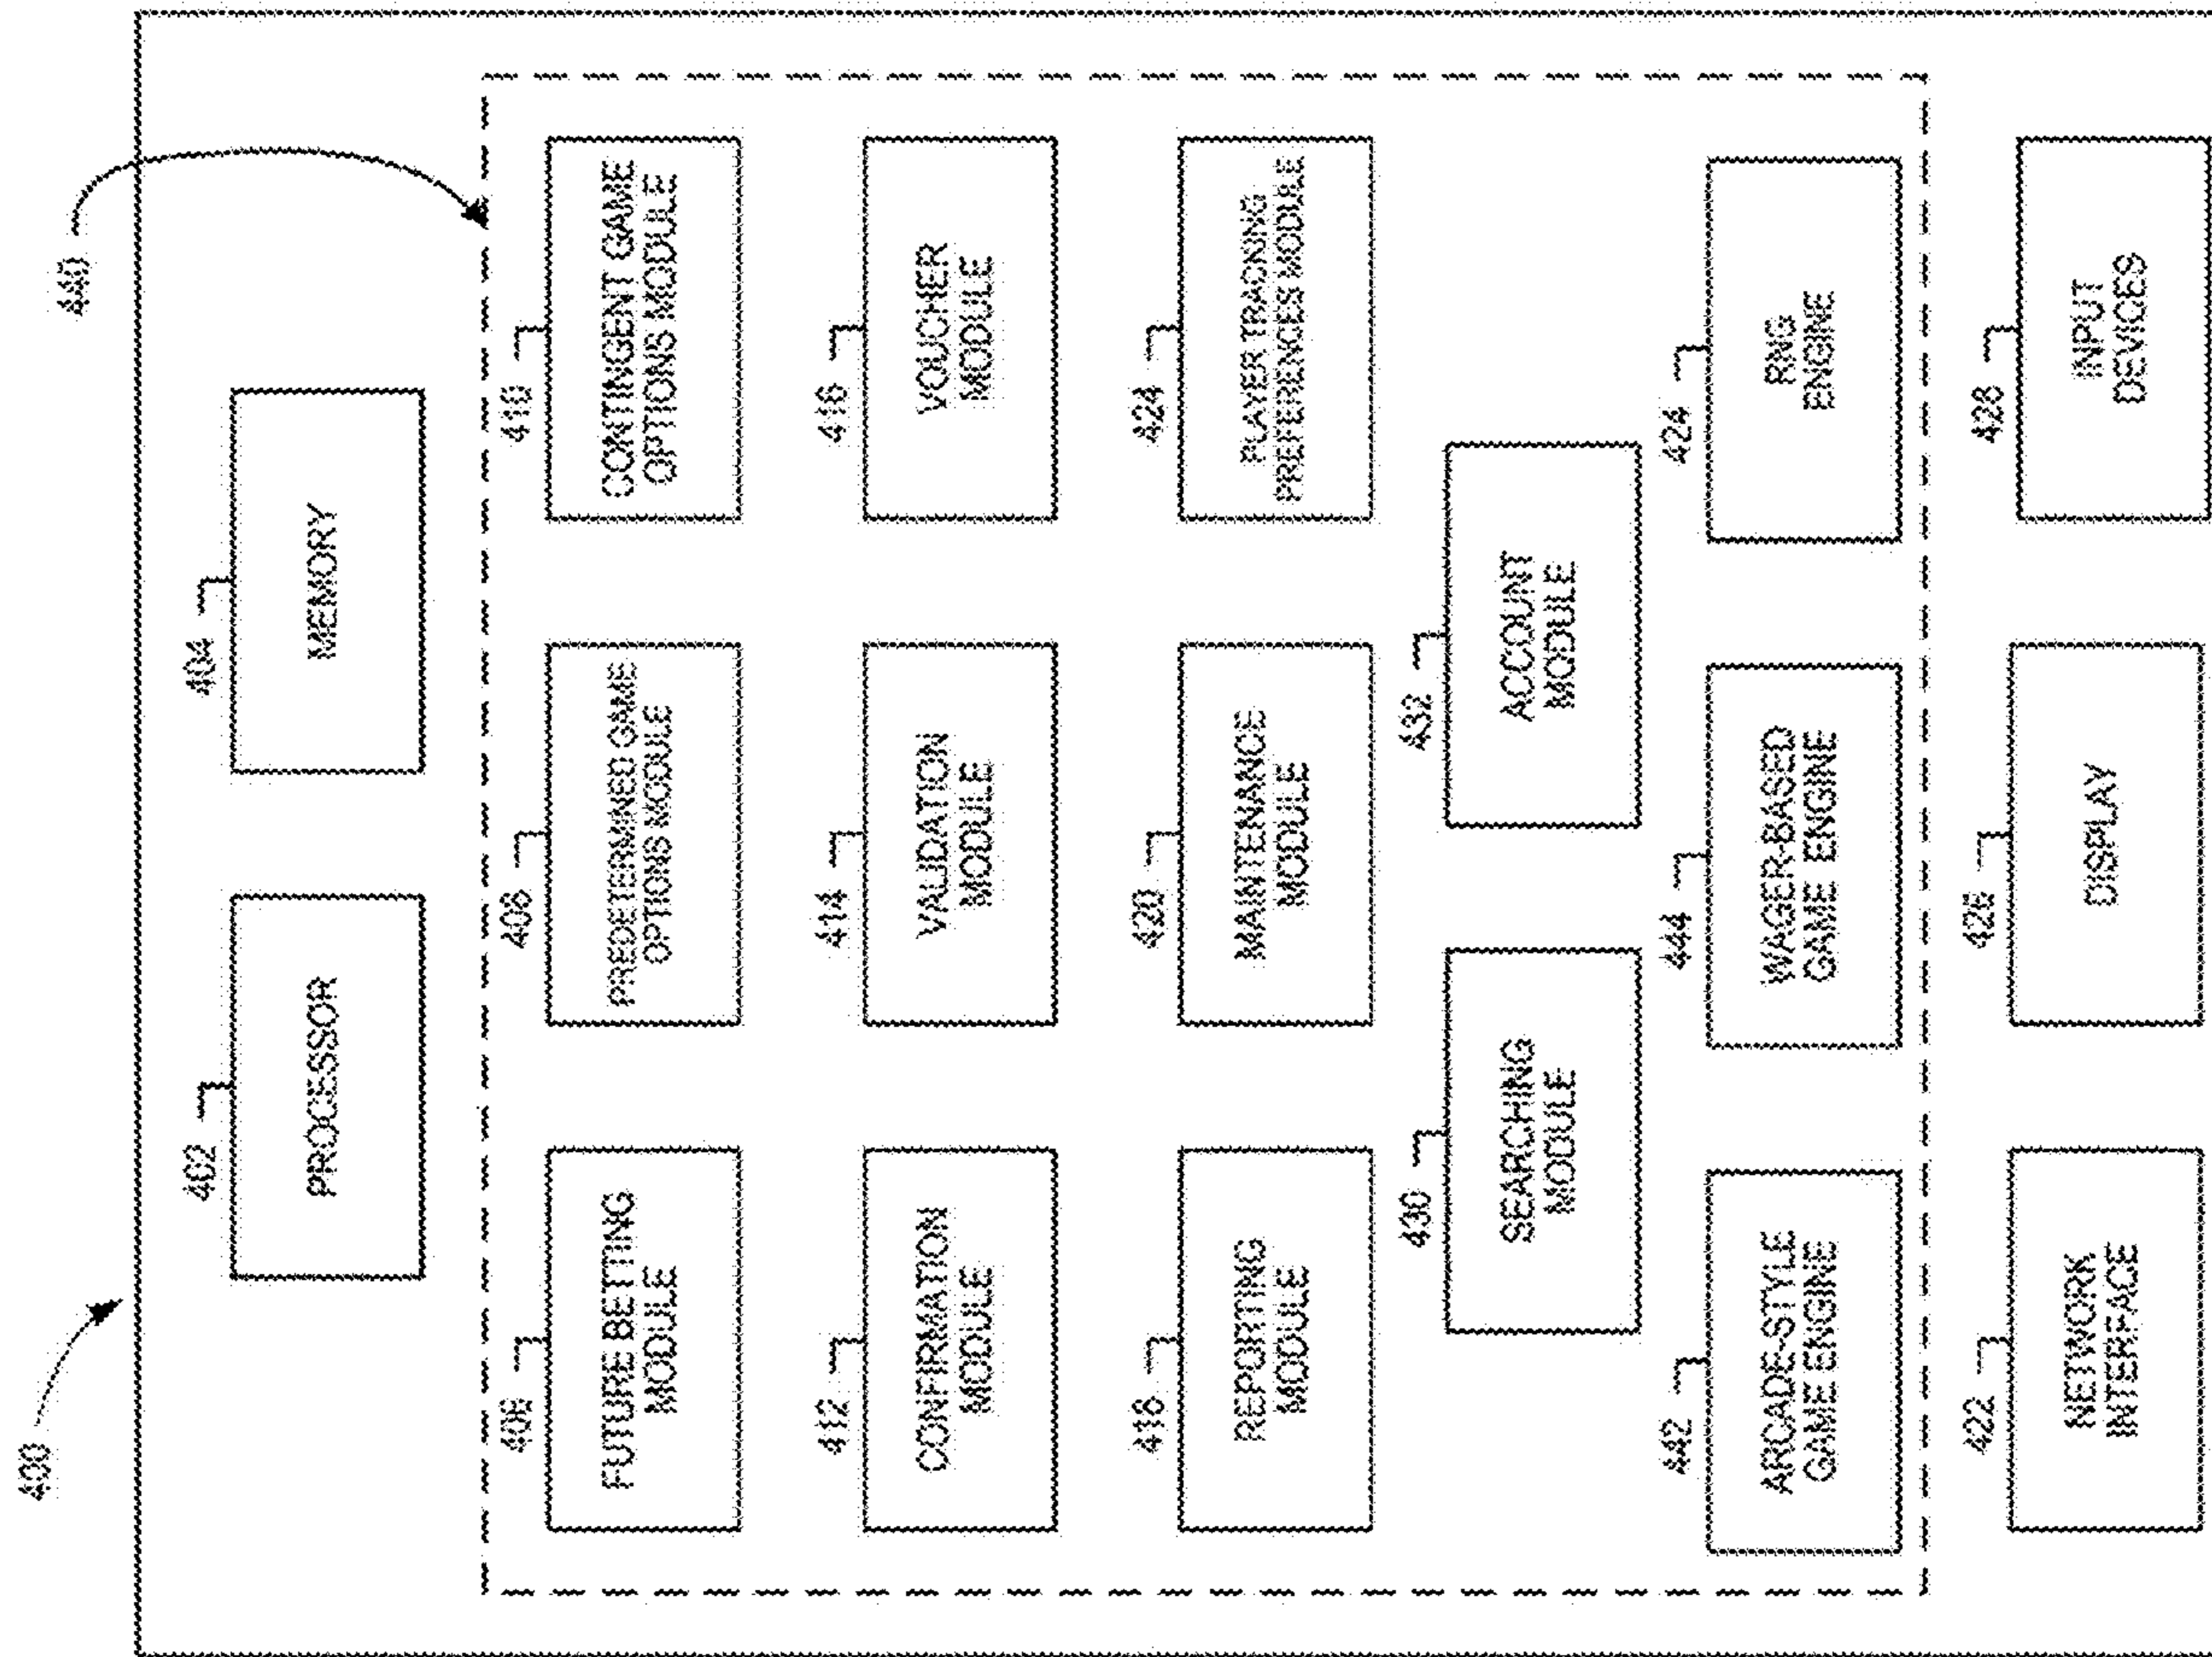 400
440
402
PROCESSOR
404
MEMORY
406
FUTURE BETTING
MODULE
408
PREDETERMINED GAME
OPTIONS MODULE
410
CONTINGENT GAME
OPTIONS MODULE
412
CONFIRMATION
MODULE
414
VALIDATION
MODULE
416
VOUCHER
MODULE
418
REPORTING
MODULE
420
MAINTENANCE
MODULE
424
PLAYER TRACKING
PREFERENCES MODULE
430
SEARCHING
MODULE
432
ACCOUNT
MODULE
442
ARCADE-STYLE
GAME ENGINE
444
WAGER-BASED
GAME ENGINE
424
RNG
ENGINE
422
NETWORK
INTERFACE
426
DISPLAY
428
INPUT
DEVICES